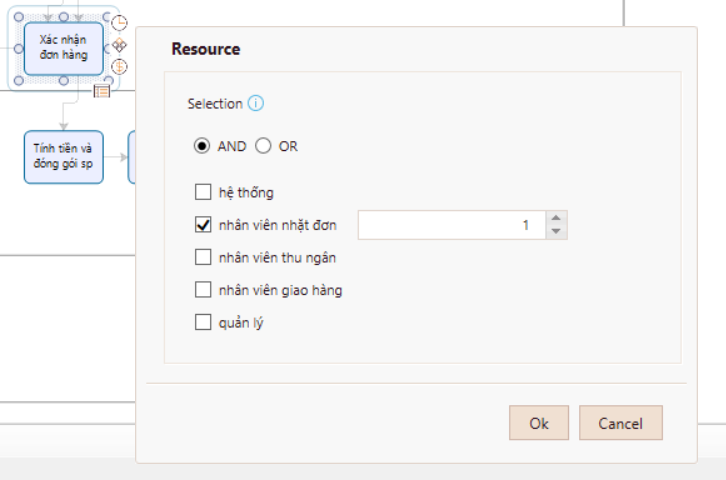 Xác nhận
đơn hàng
Tính tiền và
đóng gói sp
Resource
Selection
AND OR
hệ thống
nhân viên nhặt đơn 1
nhân viên thu ngân
nhân viên giao hàng
quản lý
Ok Cancel